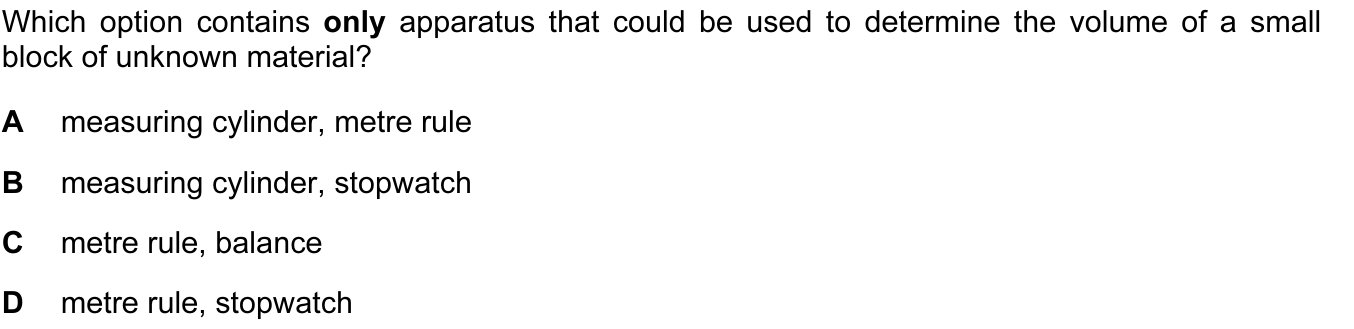 Which option contains only apparatus that could be used to determine the volume of a small
block of unknown material?
A measuring cylinder, metre rule
B measuring cylinder, stopwatch
C metre rule, balance
D metre rule, stopwatch